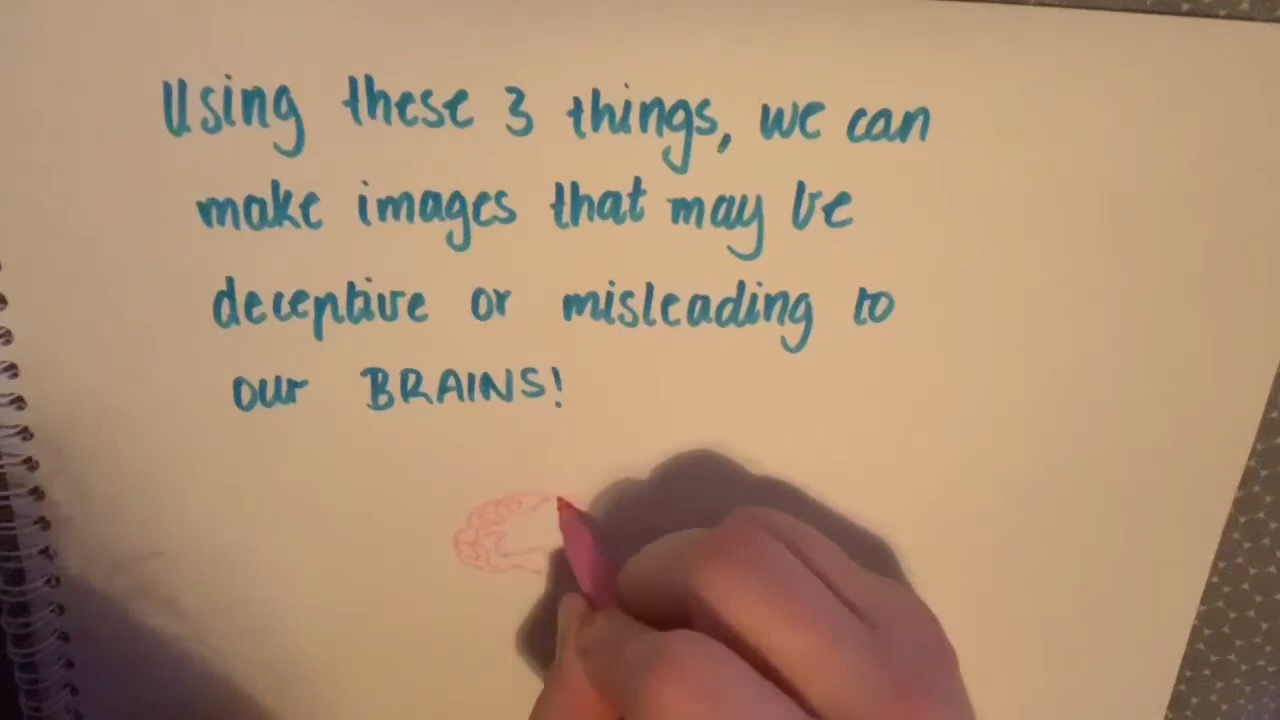 Using these 3 things, we can
make images that may be
deceptive or misleading to
our BRAINS!